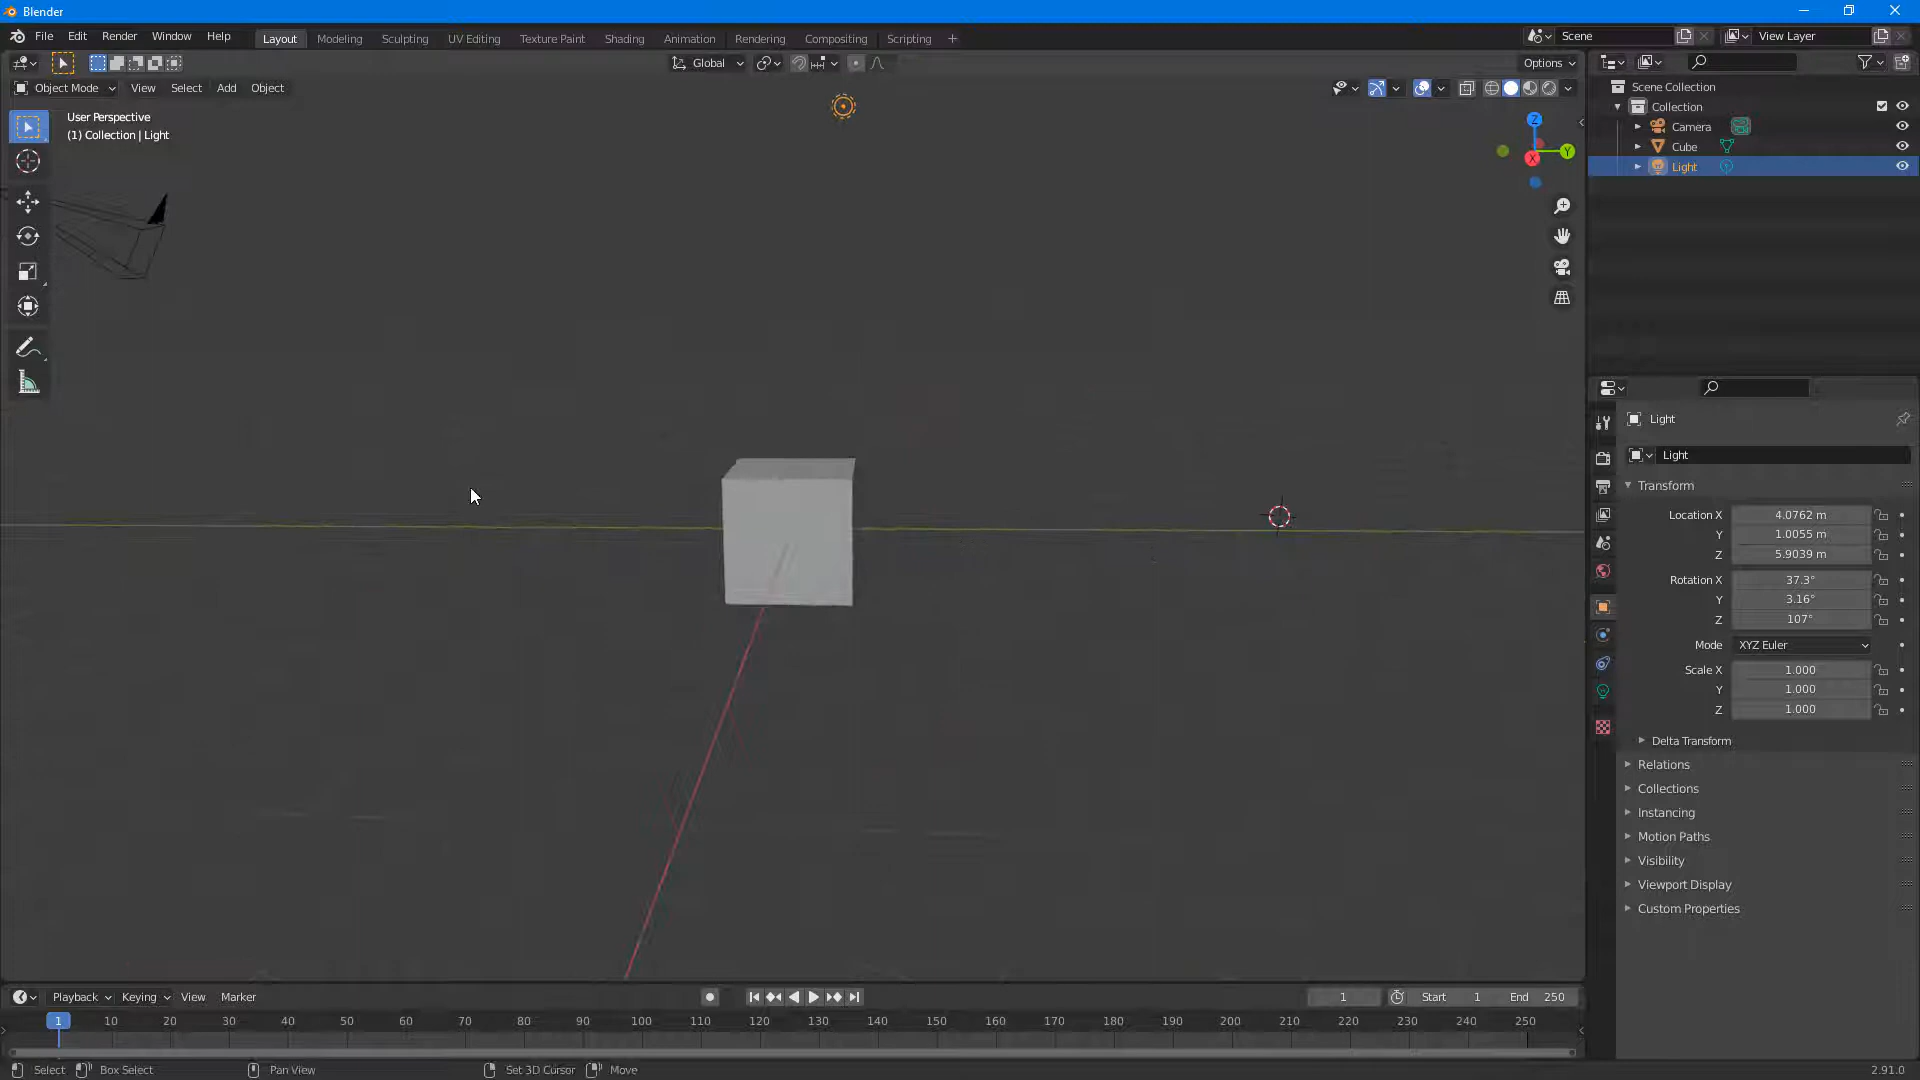 Blender
File Edit Render Window Help Layout Modeling Sculpting UV Editing Texture Paint Shading Animation Rendering Compositing Scripting + Scene View Layer
Global Options
Object Mode View Select Add Object
User Perspective
(1) Collection | Light
Z
Y
X
Scene Collection
Collection
Camera
Cube
Light
Light
Light
Transform
Location X 4.0762 m
Y 1.0055 m
Z 5.9039 m
Rotation X 37.3°
Y 3.16°
Z 107°
Mode XYZ Euler
Scale X 1.000
Y 1.000
Z 1.000
Delta Transform
Relations
Collections
Instancing
Motion Paths
Visibility
Viewport Display
Custom Properties
Playback Keying View Marker 1 Start 1 End 250
1 10 20 30 40 50 60 70 80 90 100 110 120 130 140 150 160 170 180 190 200 210 220 230 240 250
Select Box Select Pan View Set 3D Cursor Move 2.91.0